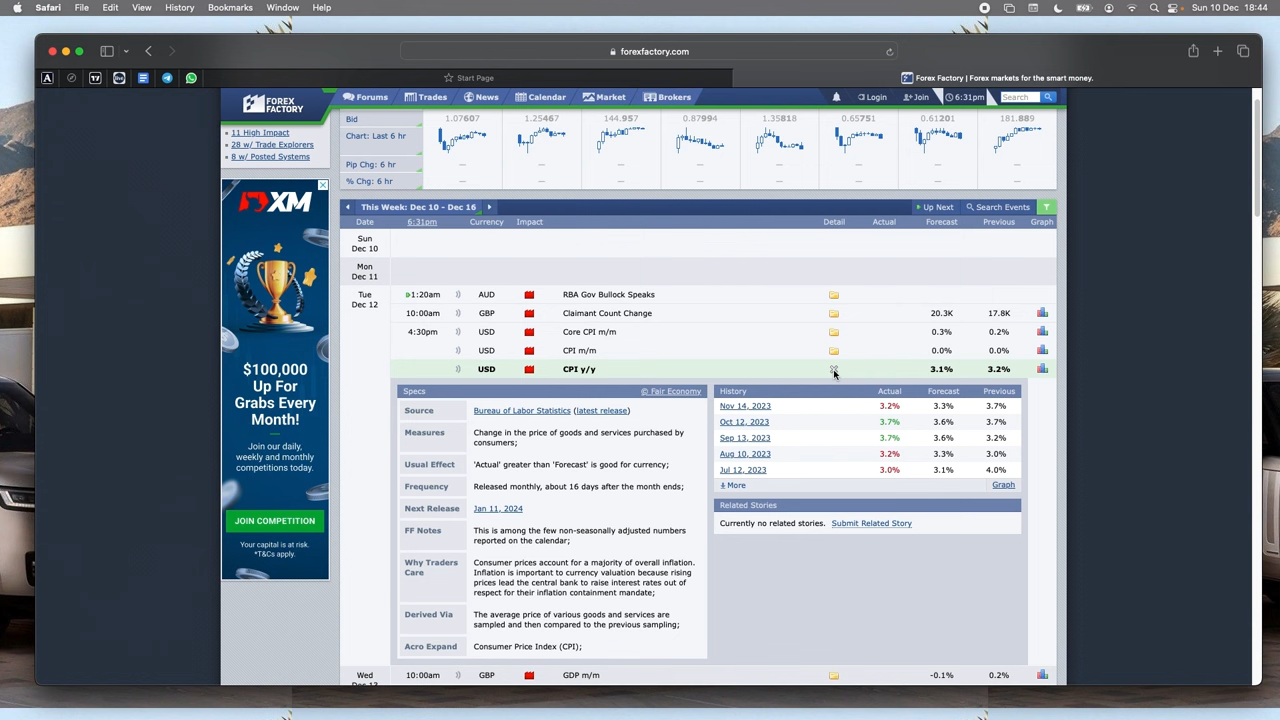 Safari File Edit View History Bookmarks Window Help Sun 10 Dec 18:44
forexfactory.com
A TV live Start Page Forex Factory | Forex markets for the smart money.
FOREX FACTORY Forums Trades News Calendar Market Brokers Login Join 6:31pm Search
11 High Impact
28 w/ Trade Explorers
8 w/ Posted Systems
Bid 1.07607 1.25467 144.957 0.87994 1.35818 0.65751 0.61201 181.889
Chart: Last 6 hr
Pip Chg: 6 hr — — — — — — — —
% Chg: 6 hr — — — — — — — —
XM
$100,000
Up For
Grabs Every
Month!
Join our daily,
weekly and monthly
competitions today.
JOIN COMPETITION
Your capital is at risk.
*T&Cs apply.
This Week: Dec 10 - Dec 16 Up Next Search Events
Date 6:31pm Currency Impact Detail Actual Forecast Previous Graph
Sun
Dec 10
Mon
Dec 11
Tue
Dec 12
1:20am AUD RBA Gov Bullock Speaks
10:00am GBP Claimant Count Change 20.3K 17.8K
4:30pm USD Core CPI m/m 0.3% 0.2%
USD CPI m/m 0.0% 0.0%
USD CPI y/y 3.1% 3.2%
Specs © Fair Economy
Source Bureau of Labor Statistics (latest release)
Measures Change in the price of goods and services purchased by
consumers;
Usual Effect 'Actual' greater than 'Forecast' is good for currency;
Frequency Released monthly, about 16 days after the month ends;
Next Release Jan 11, 2024
FF Notes This is among the few non-seasonally adjusted numbers
reported on the calendar;
Why Traders Care Consumer prices account for a majority of overall inflation.
Inflation is important to currency valuation because rising
prices lead the central bank to raise interest rates out of
respect for their inflation containment mandate;
Derived Via The average price of various goods and services are
sampled and then compared to the previous sampling;
Acro Expand Consumer Price Index (CPI);
History Actual Forecast Previous
Nov 14, 2023 3.2% 3.3% 3.7%
Oct 12, 2023 3.7% 3.6% 3.7%
Sep 13, 2023 3.7% 3.6% 3.2%
Aug 10, 2023 3.2% 3.3% 3.0%
Jul 12, 2023 3.0% 3.1% 4.0%
More Graph
Related Stories
Currently no related stories. Submit Related Story
Wed 10:00am GBP GDP m/m -0.1% 0.2%